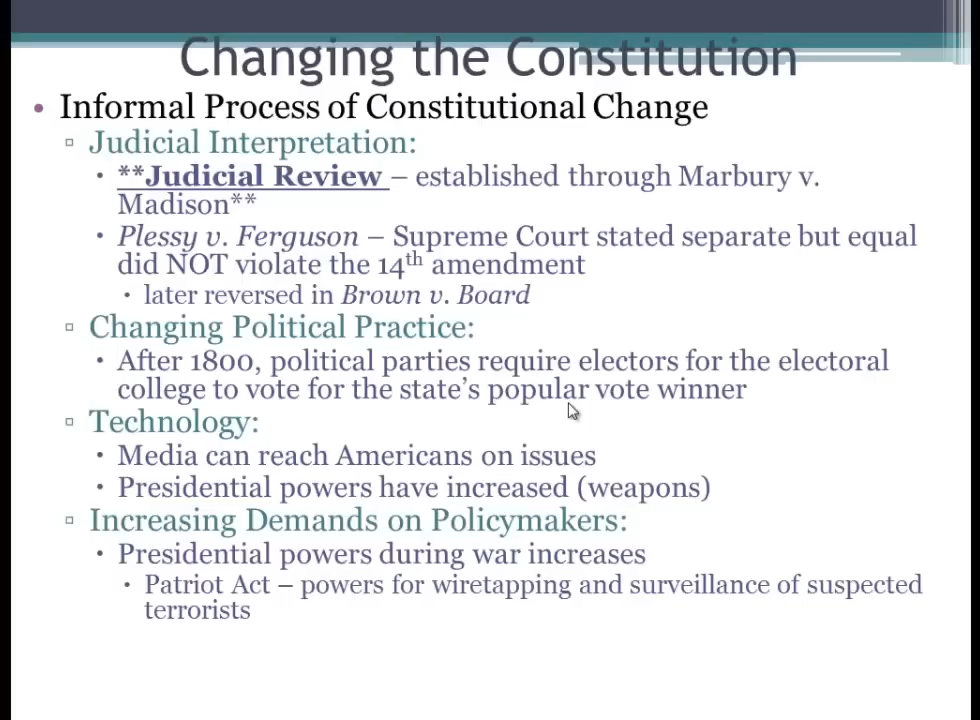 Changing the Constitution
• Informal Process of Constitutional Change
▫ Judicial Interpretation:
• **Judicial Review – established through Marbury v.
Madison**
• Plessy v. Ferguson – Supreme Court stated separate but equal
did NOT violate the 14th amendment
• later reversed in Brown v. Board
▫ Changing Political Practice:
• After 1800, political parties require electors for the electoral
college to vote for the state's popular vote winner
▫ Technology:
• Media can reach Americans on issues
• Presidential powers have increased (weapons)
▫ Increasing Demands on Policymakers:
• Presidential powers during war increases
• Patriot Act – powers for wiretapping and surveillance of suspected
terrorists